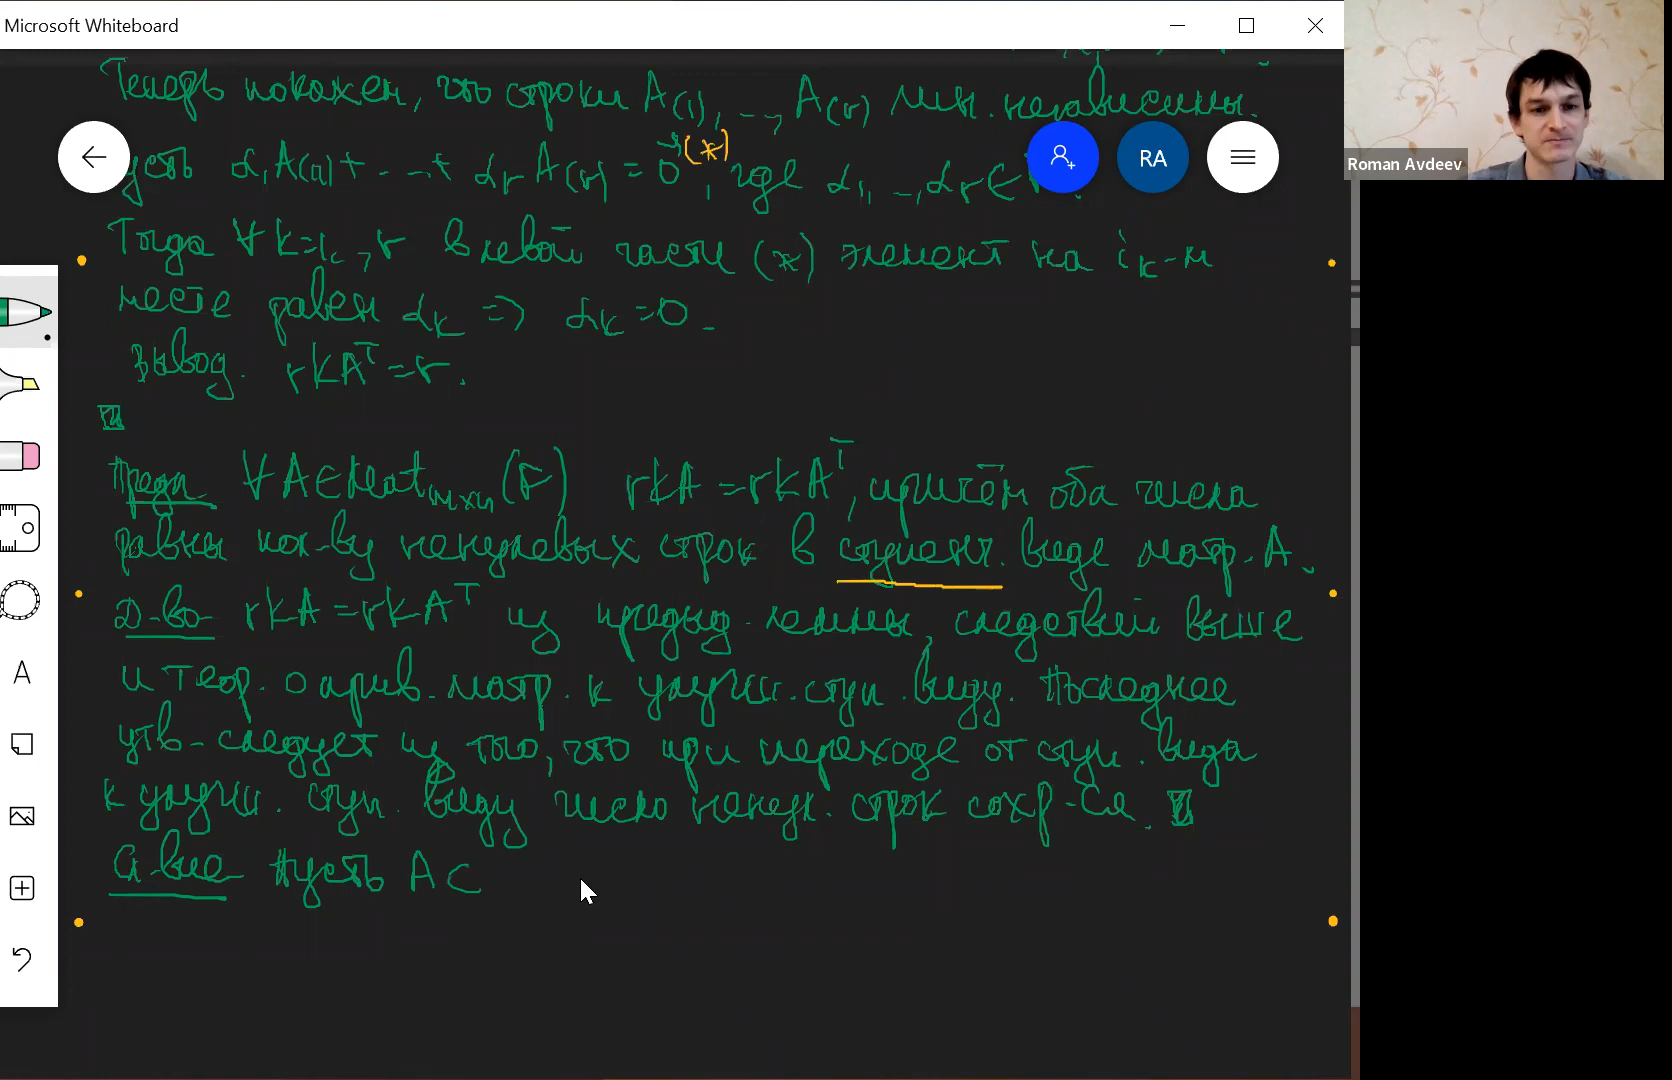 Microsoft Whiteboard
Теперь покажем, что строки A(1), ..., A(r) лин. независимы.
усть α₁A(1)+...+ αr A(r) = 0⃗ (*), где α₁, ..., αr ∈
RA
Roman Avdeev
Тогда ∀ k=1, .., r в левой части (*) элемент на iₖ-м
месте равен αₖ => αₖ=0.
Вывод. rkAᵀ=r.
Предл ∀A∈Matₘₓₙ(F) rkA=rkAᵀ, причём оба числа
равны кол-ву ненулевых строк в ступенч. виде матр. A.
Д-во rkA=rkAᵀ из предыд. леммы, следствий выше
и теор. о прив. матр. к улучш. ступ. виду. Последнее
утв. следует из того, что при переходе от ступ. вида
к улучш. ступ. виду число ненул. строк сохр-ся.
Сл-вие Пусть A ⊂
A